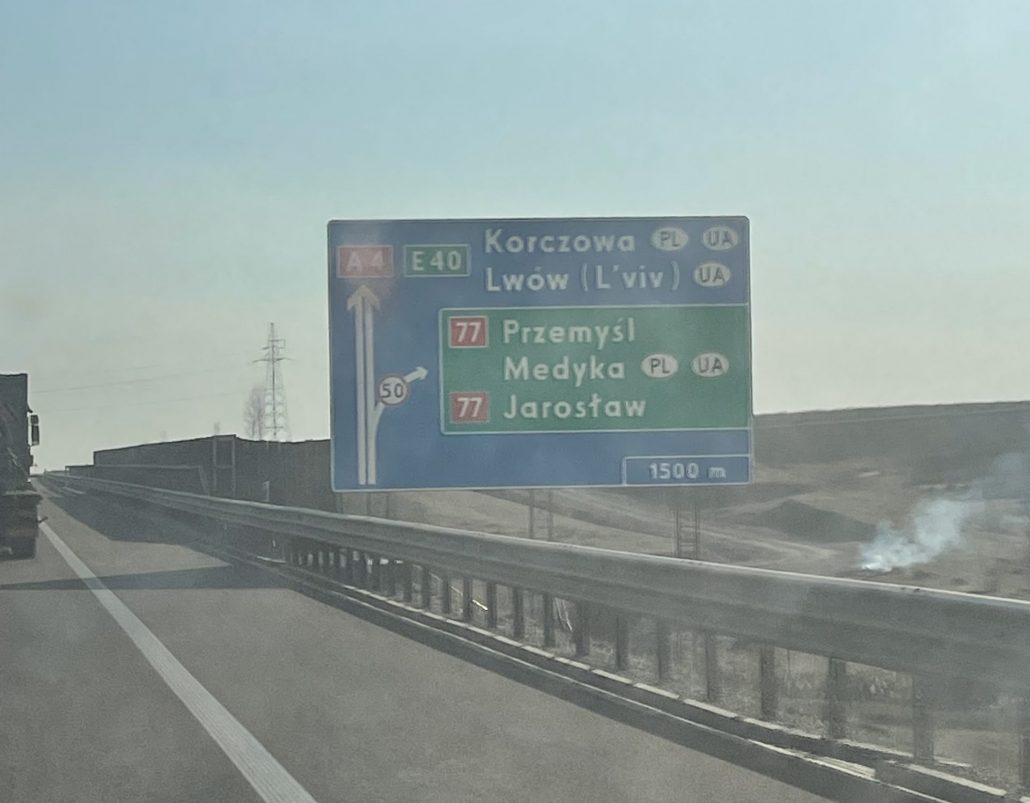 A4 E40 Korczowa PL UA
Lwów (L'viv) UA
77 Przemyśl
Medyka PL UA
50
77 Jarosław
1500 m